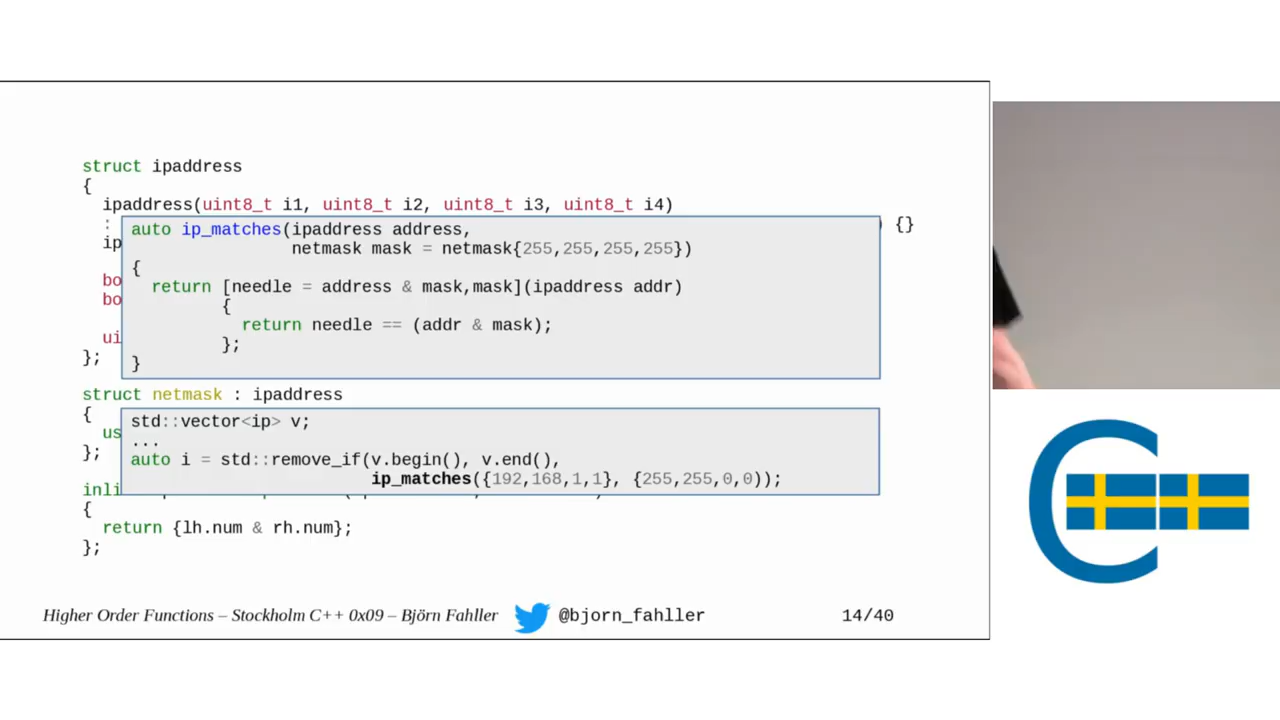 struct ipaddress
{
ipaddress(uint8_t i1, uint8_t i2, uint8_t i3, uint8_t i4)
: {}
auto ip_matches(ipaddress address,
netmask mask = netmask{255,255,255,255})
{
return [needle = address & mask,mask](ipaddress addr)
{
return needle == (addr & mask);
};
}
};
struct netmask : ipaddress
{
std::vector<ip> v;
...
auto i = std::remove_if(v.begin(), v.end(),
ip_matches({192,168,1,1}, {255,255,0,0}));
};
{
return {lh.num & rh.num};
};
Higher Order Functions – Stockholm C++ 0x09 – Björn Fahller
@bjorn_fahller
14/40
C